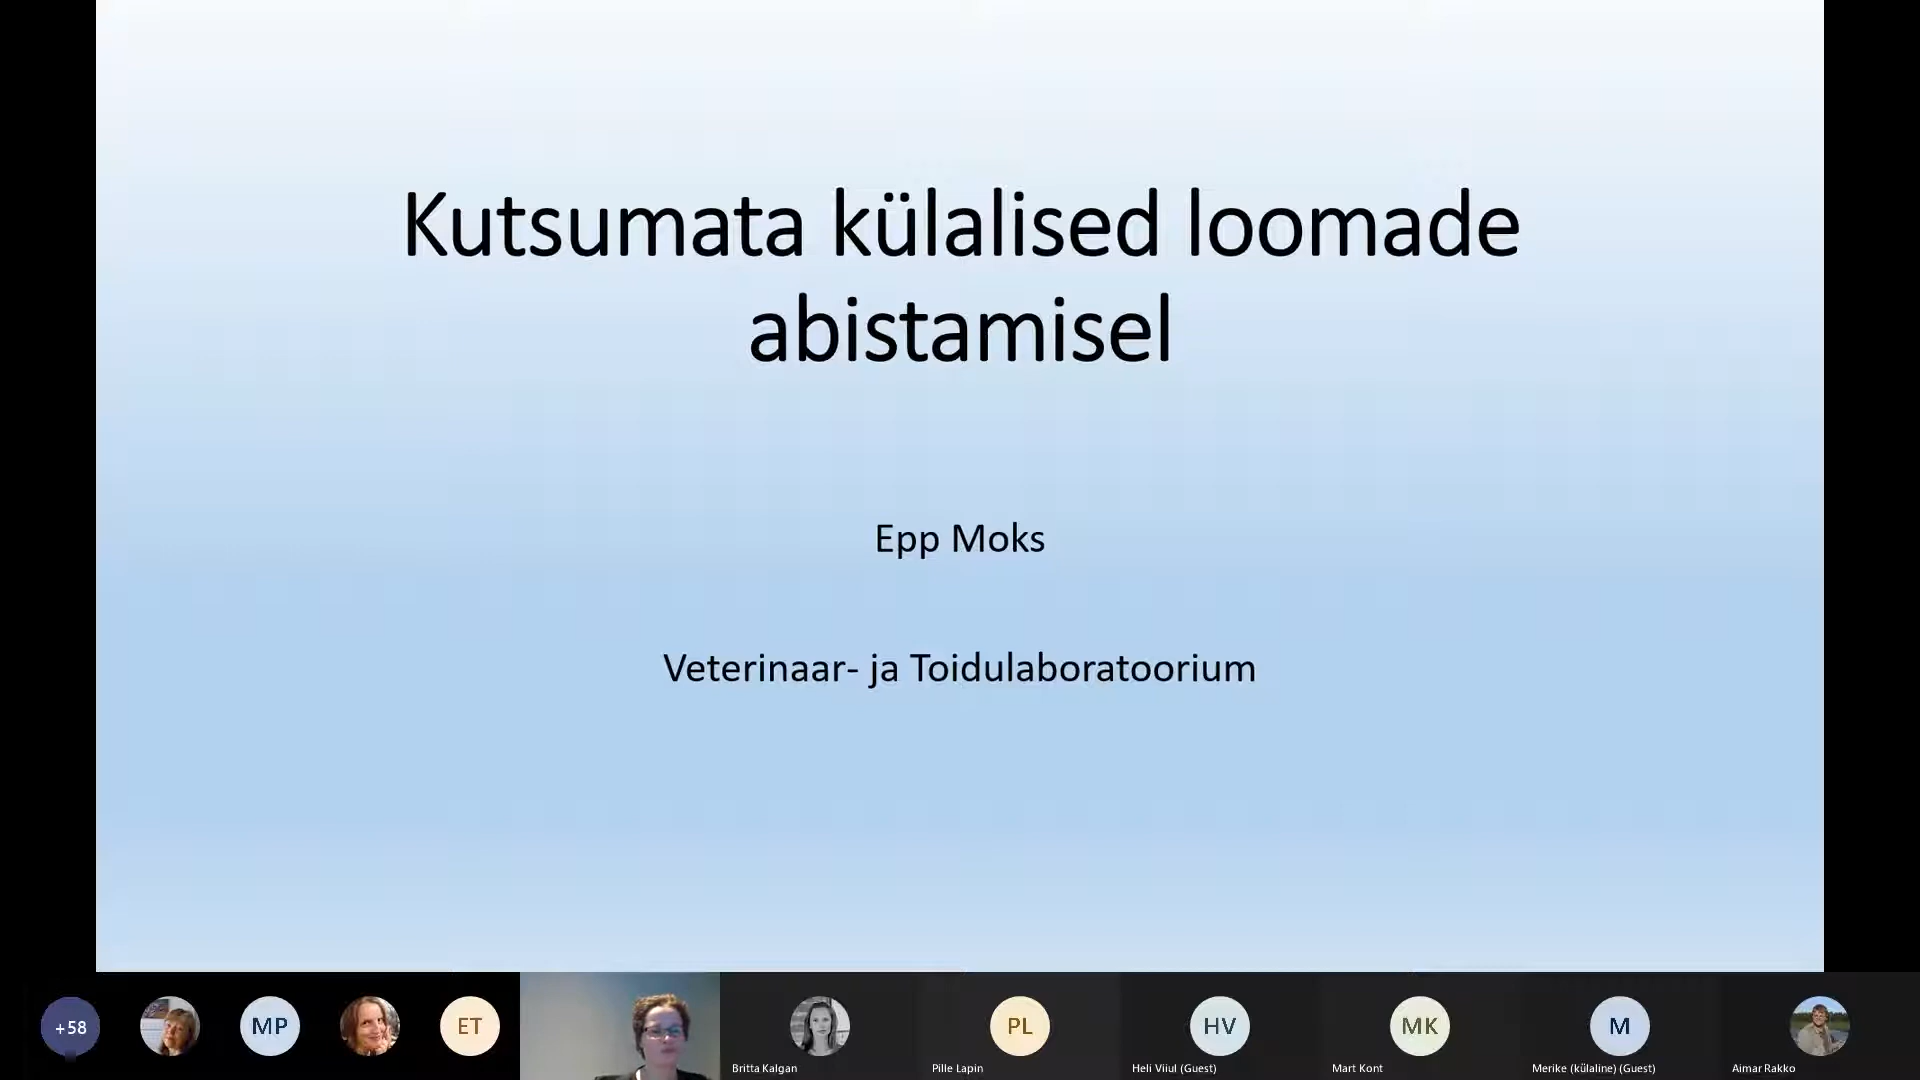 Kutsumata külalised loomade
abistamisel
Epp Moks
Veterinaar- ja Toidulaboratoorium
+58
MP
ET
PL
HV
MK
M
Britta Kalgan
Pille Lapin
Heli Viiul (Guest)
Mart Kont
Merike (külaline) (Guest)
Aimar Rakko